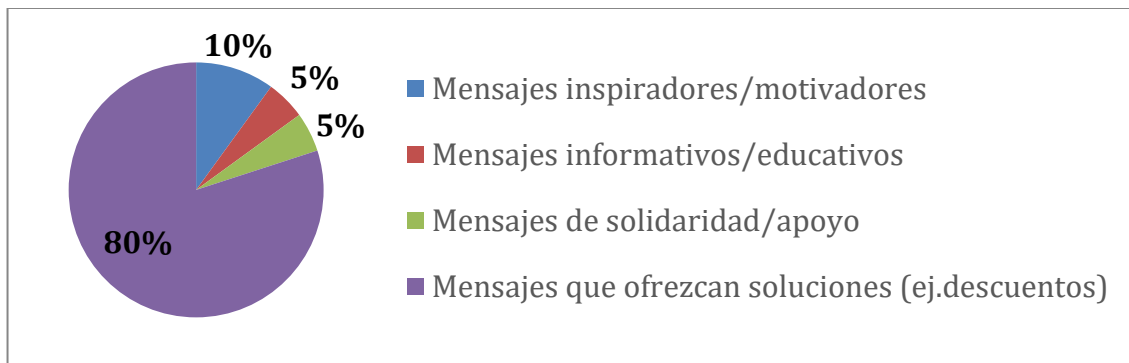 10%
5%
5%
80%
Mensajes inspiradores/motivadores
Mensajes informativos/educativos
Mensajes de solidaridad/apoyo
Mensajes que ofrezcan soluciones (ej.descuentos)